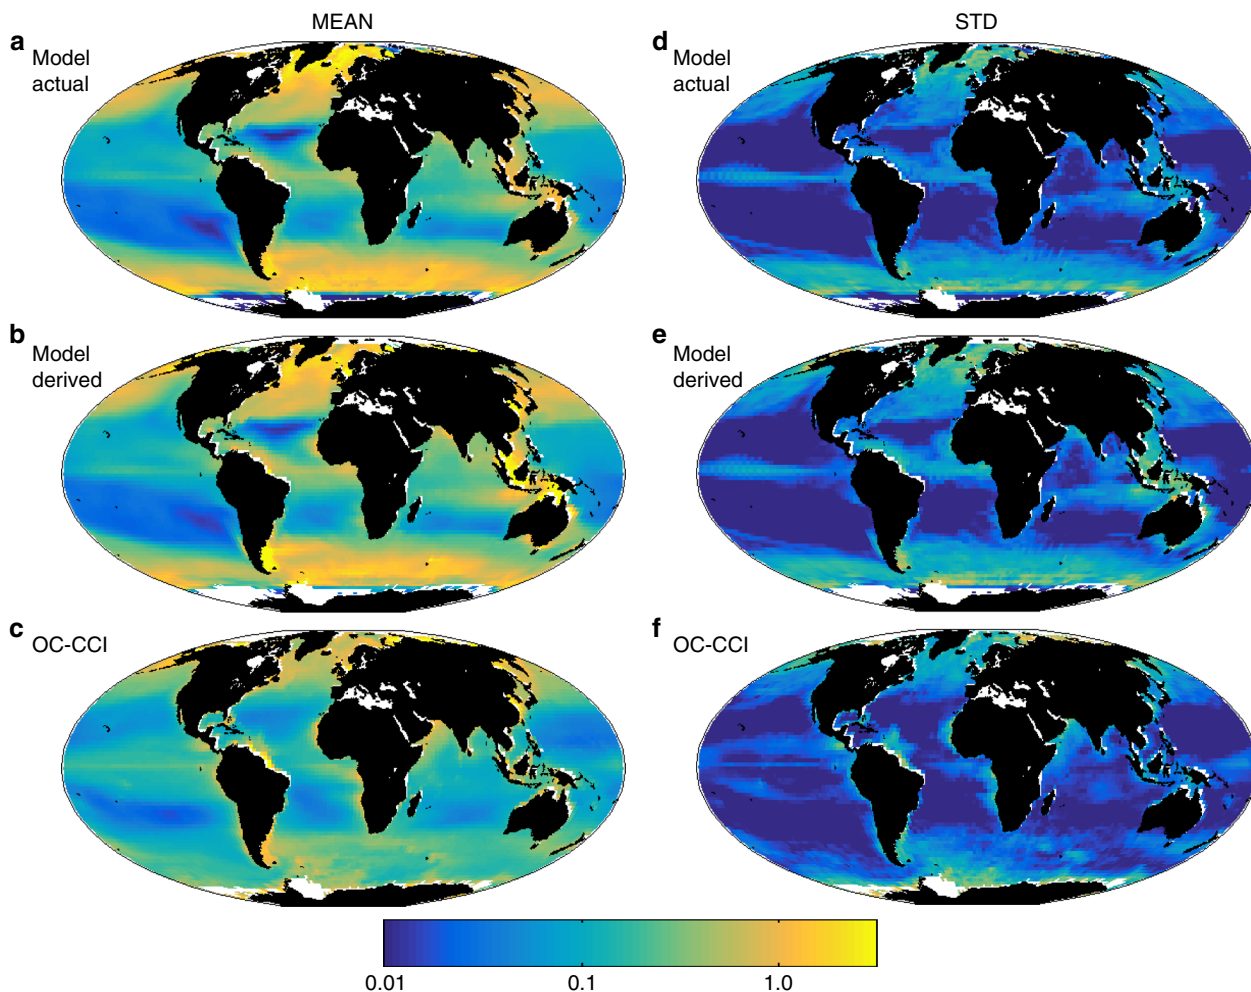 MEAN
STD
a
Model
actual
d
Model
actual
b
Model
derived
e
Model
derived
c
OC-CCI
f
OC-CCI
0.01
0.1
1.0